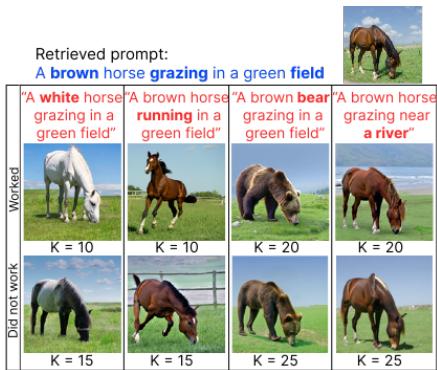 Retrieved prompt:
A brown horse grazing in a green field
“A white horse
grazing in a
green field”
“A brown horse
running in a
green field”
“A brown bear
grazing in a
green field”
“A brown horse
grazing near
a river”
Worked
K = 10
K = 10
K = 20
K = 20
Did not work
K = 15
K = 15
K = 25
K = 25